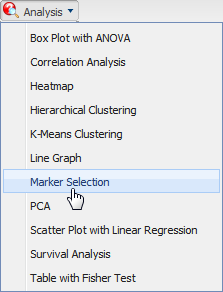 Analysis
Box Plot with ANOVA
Correlation Analysis
Heatmap
Hierarchical Clustering
K-Means Clustering
Line Graph
Marker Selection
PCA
Scatter Plot with Linear Regression
Survival Analysis
Table with Fisher Test